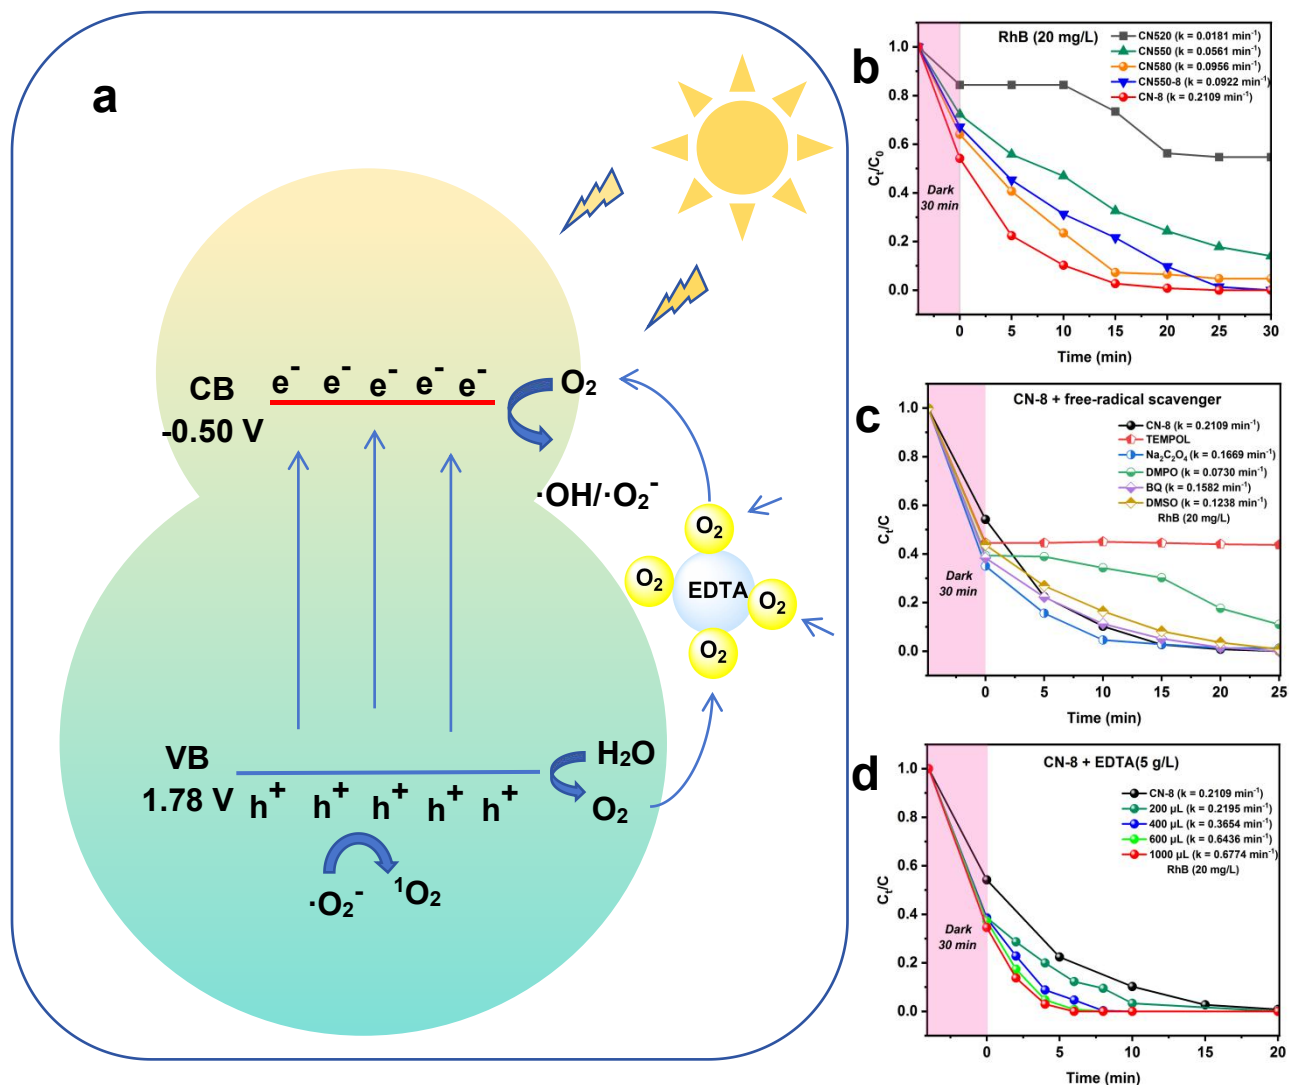 a
CB
-0.50 V
e⁻ e⁻ e⁻ e⁻ e⁻
O₂
·OH/·O₂⁻
O₂
O₂
EDTA
O₂
O₂
VB
1.78 V
h⁺ h⁺ h⁺ h⁺ h⁺
H₂O
O₂
·O₂⁻
¹O₂
b
RhB (20 mg/L)
CN520 (k = 0.0181 min⁻¹)
CN550 (k = 0.0561 min⁻¹)
CN580 (k = 0.0956 min⁻¹)
CN550-8 (k = 0.0922 min⁻¹)
CN-8 (k = 0.2109 min⁻¹)
Dark
30 min
Cₜ/C₀
1.0
0.8
0.6
0.4
0.2
0.0
0 5 10 15 20 25 30
Time (min)
c
CN-8 + free-radical scavenger
CN-8 (k = 0.2109 min⁻¹)
TEMPOL
Na₂C₂O₄ (k = 0.1669 min⁻¹)
DMPO (k = 0.0730 min⁻¹)
BQ (k = 0.1582 min⁻¹)
DMSO (k = 0.1238 min⁻¹)
RhB (20 mg/L)
Dark
30 min
Cₜ/C
1.0
0.8
0.6
0.4
0.2
0.0
0 5 10 15 20 25
Time (min)
d
CN-8 + EDTA(5 g/L)
CN-8 (k = 0.2109 min⁻¹)
200 μL (k = 0.2195 min⁻¹)
400 μL (k = 0.3654 min⁻¹)
600 μL (k = 0.6436 min⁻¹)
1000 μL (k = 0.6774 min⁻¹)
RhB (20 mg/L)
Dark
30 min
Cₜ/C
1.0
0.8
0.6
0.4
0.2
0.0
0 5 10 15 20
Time (min)